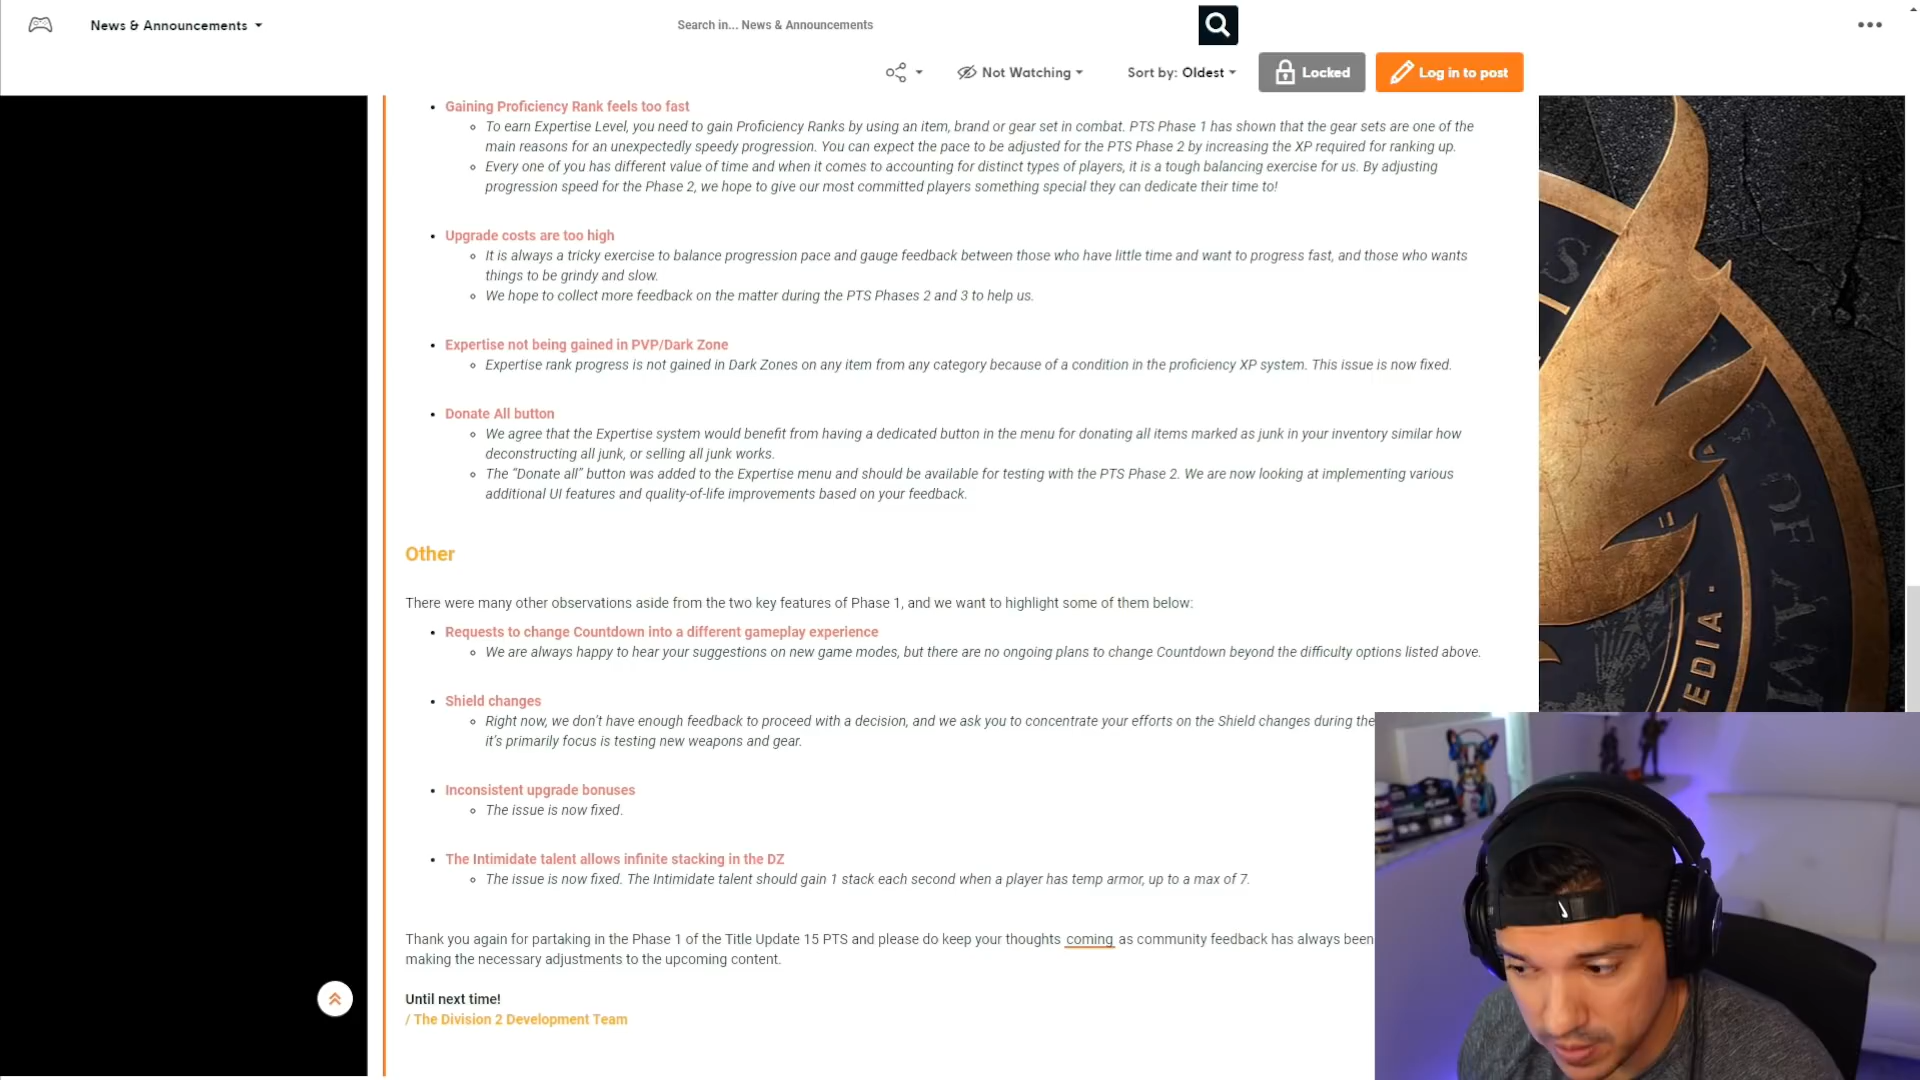 News & Announcements
Search in... News & Announcements
Not Watching
Sort by: Oldest
Locked
Log in to post
Gaining Proficiency Rank feels too fast
To earn Expertise Level, you need to gain Proficiency Ranks by using an item, brand or gear set in combat. PTS Phase 1 has shown that the gear sets are one of the
main reasons for an unexpectedly speedy progression. You can expect the pace to be adjusted for the PTS Phase 2 by increasing the XP required for ranking up.
Every one of you has different value of time and when it comes to accounting for distinct types of players, it is a tough balancing exercise for us. By adjusting
progression speed for the Phase 2, we hope to give our most committed players something special they can dedicate their time to!
Upgrade costs are too high
It is always a tricky exercise to balance progression pace and gauge feedback between those who have little time and want to progress fast, and those who wants
things to be grindy and slow.
We hope to collect more feedback on the matter during the PTS Phases 2 and 3 to help us.
Expertise not being gained in PVP/Dark Zone
Expertise rank progress is not gained in Dark Zones on any item from any category because of a condition in the proficiency XP system. This issue is now fixed.
Donate All button
We agree that the Expertise system would benefit from having a dedicated button in the menu for donating all items marked as junk in your inventory similar how
deconstructing all junk, or selling all junk works.
The “Donate all” button was added to the Expertise menu and should be available for testing with the PTS Phase 2. We are now looking at implementing various
additional UI features and quality-of-life improvements based on your feedback.
Other
There were many other observations aside from the two key features of Phase 1, and we want to highlight some of them below:
Requests to change Countdown into a different gameplay experience
We are always happy to hear your suggestions on new game modes, but there are no ongoing plans to change Countdown beyond the difficulty options listed above.
Shield changes
Right now, we don’t have enough feedback to proceed with a decision, and we ask you to concentrate your efforts on the Shield changes during the
it’s primarily focus is testing new weapons and gear.
Inconsistent upgrade bonuses
The issue is now fixed.
The Intimidate talent allows infinite stacking in the DZ
The issue is now fixed. The Intimidate talent should gain 1 stack each second when a player has temp armor, up to a max of 7.
Thank you again for partaking in the Phase 1 of the Title Update 15 PTS and please do keep your thoughts coming as community feedback has always been
making the necessary adjustments to the upcoming content.
Until next time!
/ The Division 2 Development Team
OF